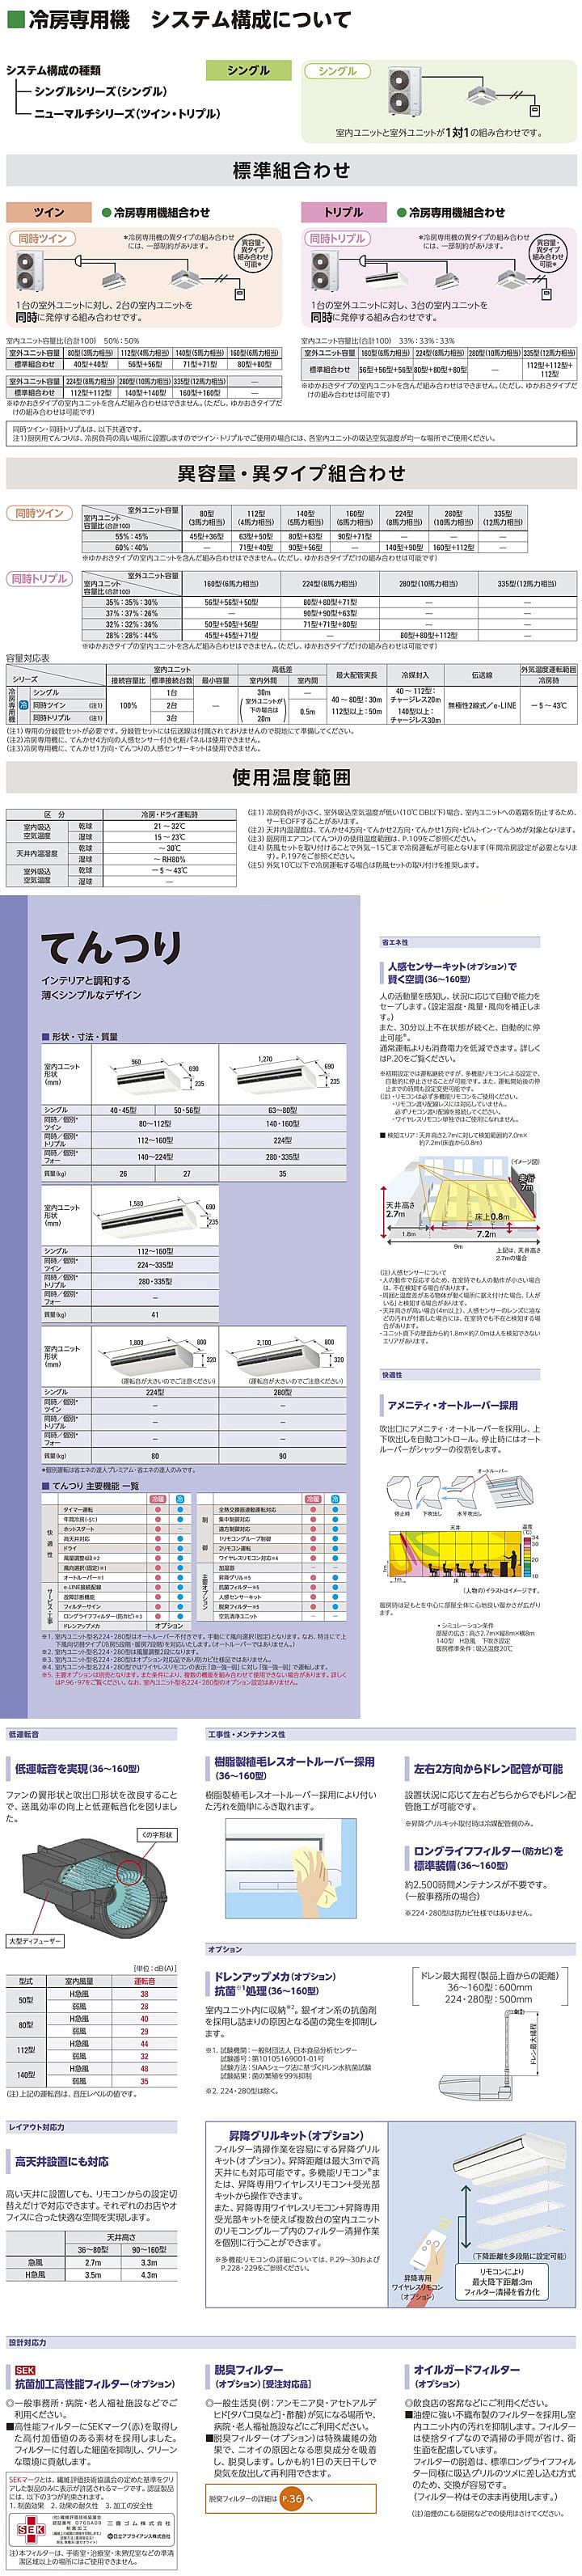 ■冷房専用機　システム構成について
システム構成の種類
シングルシリーズ(シングル)
ニューマルチシリーズ(ツイン・トリプル)
シングル
シングル
室内ユニットと室外ユニットが1対1の組み合わせです。
標準組合わせ
ツイン
●冷房専用機組合わせ
同時ツイン
※冷房専用機の異タイプの組み合わせには、一部制約があります。
異容量・異タイプ組み合わせ可能※
1台の室外ユニットに対し、2台の室内ユニットを
同時に発停する組み合わせです。
トリプル
●冷房専用機組合わせ
同時トリプル
※冷房専用機の異タイプの組み合わせには、一部制約があります。
異容量・異タイプ組み合わせ可能※
1台の室外ユニットに対し、3台の室内ユニットを
同時に発停する組み合わせです。
室内ユニット容量比(合計100)　50%：50%
室外ユニット容量 80型(3馬力相当) 112型(4馬力相当) 140型(5馬力相当) 160型(6馬力相当)
標準組合わせ 40型+40型 56型+56型 71型+71型 80型+80型
室外ユニット容量 224型(8馬力相当) 280型(10馬力相当) 335型(12馬力相当) —
標準組合わせ 112型+112型 140型+140型 160型+160型 —
※ゆかおきタイプの室内ユニットを含んだ組み合わせはできません。(ただし、ゆかおきタイプだけの組み合わせは可能です)
室内ユニット容量比(合計100)　33%：33%：33%
室外ユニット容量 160型(6馬力相当) 224型(8馬力相当) 280型(10馬力相当) 335型(12馬力相当)
標準組合わせ 56型+56型+56型 80型+80型+80型 — 112型+112型+112型
※ゆかおきタイプの室内ユニットを含んだ組み合わせはできません。(ただし、ゆかおきタイプだけの組み合わせは可能です)
同時ツイン・同時トリプルは、以下共通です。
注1)厨房用てんつりは、冷房負荷の高い場所に設置しますのでツイン・トリプルでご使用の場合には、各室内ユニットの吸込空気温度が均一な場所でご使用ください。
異容量・異タイプ組合わせ
同時ツイン
室外ユニット容量
室内ユニット容量比(合計100)
80型(3馬力相当) 112型(4馬力相当) 140型(5馬力相当) 160型(6馬力相当) 224型(8馬力相当) 280型(10馬力相当) 335型(12馬力相当)
55%：45% 45型+36型 63型+50型 80型+63型 90型+71型 — — —
60%：40% — 71型+40型 90型+56型 — 140型+90型 160型+112型 —
※ゆかおきタイプの室内ユニットを含んだ組み合わせはできません。(ただし、ゆかおきタイプだけの組み合わせは可能です)
同時トリプル
室外ユニット容量
室内ユニット容量比(合計100)
160型(6馬力相当) 224型(8馬力相当) 280型(10馬力相当) 335型(12馬力相当)
35%：35%：30% 56型+56型+50型 80型+80型+71型 — —
37%：37%：26% — 90型+90型+63型 — —
32%：32%：36% 50型+50型+56型 71型+71型+80型 — —
28%：28%：44% 45型+45型+71型 — 80型+80型+112型 —
※ゆかおきタイプの室内ユニットを含んだ組み合わせはできません。(ただし、ゆかおきタイプだけの組み合わせは可能です)
容量対応表
シリーズ 室内ユニット 高低差 最大配管実長 冷媒封入 伝送線 外気温度運転範囲
接続容量比 標準接続台数 最小容量 室内外間 室内間 冷房時
冷房専用機 冷
シングル 1台
同時ツイン (注1) 2台
同時トリプル (注1) 3台
100% — 30m (室外ユニットが下の場合は20m) — 0.5m
40～80型：30m
112型以上：50m
40～112型：チャージレス20m
140型以上：チャージレス30m
無極性2線式／e-LINE
−5～43℃
(注1)専用の分岐管セットが必要です。分岐管セットには伝送線は付属されておりませんので現地にて準備してください。
(注2)冷房専用機に、てんかせ4方向の人感センサー付き化粧パネルは使用できません。
(注3)冷房専用機に、てんかせ1方向・てんつりの人感センサーキットは使用できません。
使用温度範囲
区　分 冷房・ドライ運転時
室内吸込空気温度 乾球 21～32℃
湿球 15～23℃
天井内温湿度 乾球 ～30℃
湿球 ～RH80%
室外吸込空気温度 乾球 −5～43℃
湿球 —
(注1)冷房負荷が小さく、室外吸込空気温度が低い(10℃DB以下)場合、室内ユニットへの着霜を防止するため、サーモOFFすることがあります。
(注2)天井内温湿度は、てんかせ4方向・てんかせ2方向・てんかせ1方向・ビルトイン・てんうめが対象となります。
(注3)厨房用エアコン(てんつり)の使用温度範囲は、P.109をご参照ください。
(注4)防風セットを取り付けることで外気−15℃まで冷房運転が可能となります(年間冷房設定が必要となります)。P.197をご参照ください。
(注5)外気10℃以下で冷房運転する場合は防風セットの取り付けを推奨します。
てんつり
インテリアと調和する
薄くシンプルなデザイン
■ 形状・寸法・質量
室内ユニット形状(mm)
960 690 235
1,270 690 235
シングル 40・45型 50・56型 63～80型
同時／個別*ツイン 80～112型 140・160型
同時／個別*トリプル 112～160型 224型
同時／個別*フォー 140～224型 280・335型
質量(kg) 26 27 35
室内ユニット形状(mm)
1,580 690 235
シングル 112～160型
同時／個別*ツイン 224～335型
同時／個別*トリプル 280・335型
同時／個別*フォー —
質量(kg) 41
室内ユニット形状(mm)
1,800 800 320
(運転音が大きいのでご注意ください)
2,100 800 320
(運転音が大きいのでご注意ください)
シングル 224型 280型
同時／個別*ツイン — —
同時／個別*トリプル — —
同時／個別*フォー — —
質量(kg) 80 90
*個別運転は省エネの達人プレミアム・省エネの達人のみです。
■ てんつり 主要機能 一覧
冷暖 冷
快適性
タイマー運転
年間冷房(-5℃)
ホットスタート
高天井対応
ドライ
風量調整4段※2
風向選択(固定)※1
オートルーバー※1
サービス・工事
e-LINE接続配線
故障診断機能
フィルターサイン
ロングライフフィルター(防カビ)※3
ドレンアップメカ オプション
冷暖 冷
制御
全熱交換器連動運転対応
集中制御対応
遠方制御対応
1リモコングループ制御
2リモコン運転
ワイヤレスリモコン対応※4
主要オプション
加湿器
昇降グリル※5
抗菌フィルター※5
人感センサーキット
脱臭フィルター※5
空気清浄ユニット
※1. 室内ユニット型名224・280型はオートルーバー不付きです。手動にて風向選択(固定)となります。なお、特注にて上下風向切替タイプ(冷房5段階・暖房7段階)を対応いたします。(オートルーバーではありません。)
※2. 室内ユニット型名224・280型は風量調整2段になります。
※3. 室内ユニット型名224・280型はオプション対応品であり防カビ仕様品ではありません。
※4. 室内ユニット型名224・280型ではワイヤレスリモコンの表示「急―強―弱」に対し「強―強―弱」で運転します。
※5. 主要オプションは別売となります。また条件により、複数の機能を組み合わせて使用できない場合があります。詳しくはP.96・97をご覧ください。なお、室内ユニット型名224・280型のオプション設定はありません。
省エネ性
人感センサーキット(オプション)で
賢く空調(36～160型)
人の活動量を感知し、状況に応じて自動で能力をセーブします。(設定温度・風量・風向を補正します。)
また、30分以上不在状態が続くと、自動的に停止可能※。
通常運転よりも消費電力を低減できます。詳しくはP.20をご覧ください。
※初期設定では運転継続ですが、多機能リモコンによる設定で、自動的に停止させることが可能です。また、運転開始後の停止までの時間も設定変更可能です。
(注)・リモコンは必ず多機能リモコンをご使用ください。
・リモコン渡り配線レスには対応していません。必ずリモコン渡り配線を接続してください。
・ワイヤレスリモコン単独ではご使用になれません。
■ 検知エリア：天井高さ2.7mに対して検知範囲約7.0m×約7.2m(床面から0.8m)
〈イメージ図〉
奥行7m
天井高さ2.7m
床上0.8m
1.8m
7.2m
9m
上記は、天井高さ2.7mの場合
(注)人感センサーについて
・人の動作で反応するため、在室時でも人の動作が小さい場合は、不在検知する場合があります。
・周囲と温度差がある物体が動く場所に据え付けた場合、「人がいる」と検知する場合があります。
・天井高さが高い場合(4m以上)、人感センサーのレンズに油などの汚れが付着した場合には、在室時でも不在と検知する場合があります。
・ユニット直下の壁面から約1.8m×約7.0mは人を検知できないエリアがあります。
快適性
アメニティ・オートルーバー採用
吹出口にアメニティ・オートルーバーを採用し、上下吹出しを自動コントロール。停止時にはオートルーバーがシャッターの役割をします。
オートルーバー
停止時 下吹出し 水平吹出し
天井
温度(℃)
34
30
20
10
1m
1m
床
(人物の)イラストはイメージです。
暖房時は足もとを中心に部屋全体に心地良い暖かさが広がります。
・シミュレーション条件
部屋の広さ：高さ2.7m×縦8m×横8m
140型　H急風　下吹き設定
暖房標準条件：吸込温度20℃
低運転音
低運転音を実現(36～160型)
ファンの翼形状と吹出口形状を改良することで、送風効率の向上と低運転音化を図りました。
くの字形状
大型ディフューザー
[単位：dB(A)]
型式 室内風量 運転音
50型 H急風 38
弱風 28
80型 H急風 40
弱風 29
112型 H急風 44
弱風 32
140型 H急風 48
弱風 35
(注)上記の運転音は、音圧レベルの値です。
工事性・メンテナンス性
樹脂製植毛レスオートルーバー採用
(36～160型)
樹脂製植毛レスオートルーバー採用により付いた汚れを簡単にふき取れます。
左右2方向からドレン配管が可能
設置状況に応じて左右どちらからでもドレン配管施工が可能です。
※昇降グリルキット取付時は冷媒配管側のみ。
ロングライフフィルター(防カビ)を
標準装備(36～160型)
約2,500時間メンテナンスが不要です。
(一般事務所の場合)
※224・280型は防カビ仕様ではありません。
オプション
ドレンアップメカ(オプション)
抗菌※1処理(36～160型)
室内ユニット内に収納※2。銀イオン系の抗菌剤を採用し詰まりの原因となる菌の発生を抑制します。
※1. 試験機関：一般財団法人 日本食品分析センター
試験番号：第10105169001-01号
試験方法：SIAAシェーク法に基づくドレン水抗菌試験
試験結果：菌の繁殖を99%抑制
※2. 224・280型は除く。
ドレン最大揚程(製品上面からの距離)
36～160型：600mm
224・280型：500mm
ドレン最大揚程
レイアウト対応力
高天井設置にも対応
高い天井に設置しても、リモコンからの設定切替えだけで対応できます。それぞれのお店やオフィスに合った快適な空間を実現します。
天井高さ
36～80型 90～160型
急風 2.7m 3.3m
H急風 3.5m 4.3m
昇降グリルキット(オプション)
フィルター清掃作業を容易にする昇降グリルキット(オプション)。昇降距離は最大3mで高天井にも対応可能です。多機能リモコン※または、昇降専用ワイヤレスリモコン+受光部キットから操作できます。
また、昇降専用ワイヤレスリモコン+昇降専用受光部キットを使えば複数台の室内ユニットのリモコングループ内のフィルター清掃作業を個別に行うことができます。
※多機能リモコンの詳細については、P.29～30およびP.228・229をご参照ください。
昇降専用ワイヤレスリモコン(オプション)
(下降距離を多段階に設定可能)
リモコンにより
最大降下距離:3m
フィルター清掃を省力化
設計対応力
SEK
抗菌加工高性能フィルター(オプション)
◎一般事務所・病院・老人福祉施設などでご利用ください。
■高性能フィルターにSEKマーク(赤)を取得した高付加価値のある素材を採用しました。フィルターに付着した細菌を抑制し、クリーンな環境に貢献します。
SEKマークとは、繊維評価技術協議会の定めた基準をクリアした製品のみに表示が許諾されるマークです。認証製品には、以下の3つが約束されます。
1. 制菌効果　2. 効果の耐久性　3. 加工の安全性
SEK
三喜ゴム株式会社
日立アプライアンス株式会社
注)本フィルターは、手術室・治療室・未熟児室などの準清潔区域以上の場所にはご使用できません。
脱臭フィルター
(オプション)[受注対応品]
◎一般生活臭(例：アンモニア臭・アセトアルデヒド[タバコ臭など]・酢酸)が気になる場所や、病院・老人福祉施設などにご利用ください。
■脱臭フィルター(オプション)は特殊繊維の効果で、ニオイの原因となる悪臭成分を吸着し、脱臭します。しかも約1日の天日干しで臭気を放出して再利用できます。
脱臭フィルターの詳細は P.36 へ
オイルガードフィルター
(オプション)
◎飲食店の客席などにご利用ください。
■油煙に強い不織布製のフィルターを採用し室内ユニット内の汚れを抑制します。フィルターは使捨タイプなので清掃の手間が省け、衛生面を配慮しています。
フィルターの脱着は、標準ロングライフフィルター同様に吸込グリルのツメに差し込む方式のため、交換が容易です。
(フィルター枠はそのまま再使用します。)
(注)油煙のこもる厨房などでの使用はさけてください。